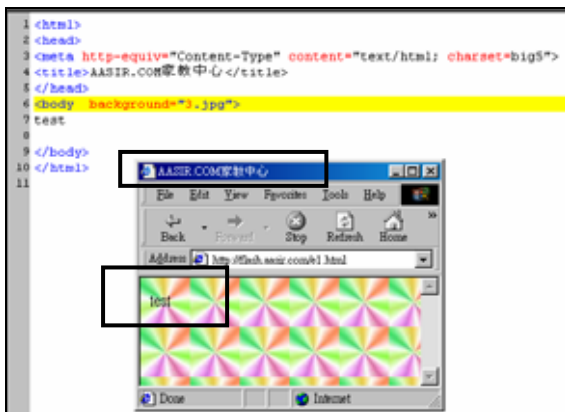 1 <html>
2 <head>
3 <meta http-equiv="Content-Type" content="text/html; charset=big5">
4 <title>AASIR.COM家教中心</title>
5 </head>
6 <body background="3.jpg">
7 test
8
9 </body>
10 </html>
11
AASIR.COM家教中心
File Edit View Favorites Tools Help
Back Forward Stop Refresh Home »
Address http://flash.aasir.com/e1.html
test
Done Internet